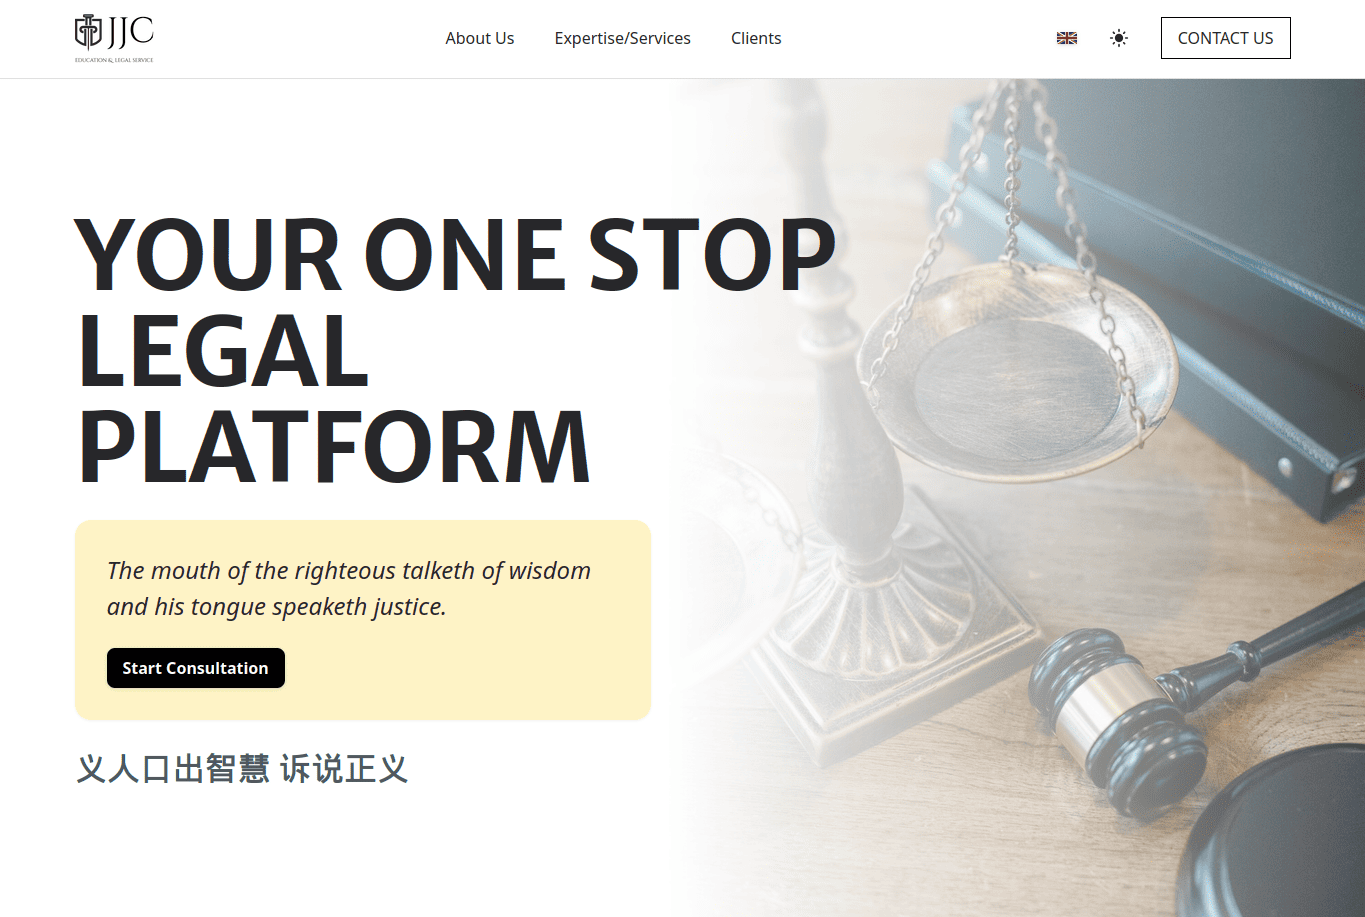 JJC
EDUCATION & LEGAL SERVICE
About Us
Expertise/Services
Clients
CONTACT US
YOUR ONE STOP
LEGAL
PLATFORM
The mouth of the righteous talketh of wisdom
and his tongue speaketh justice.
Start Consultation
义人口出智慧 诉说正义